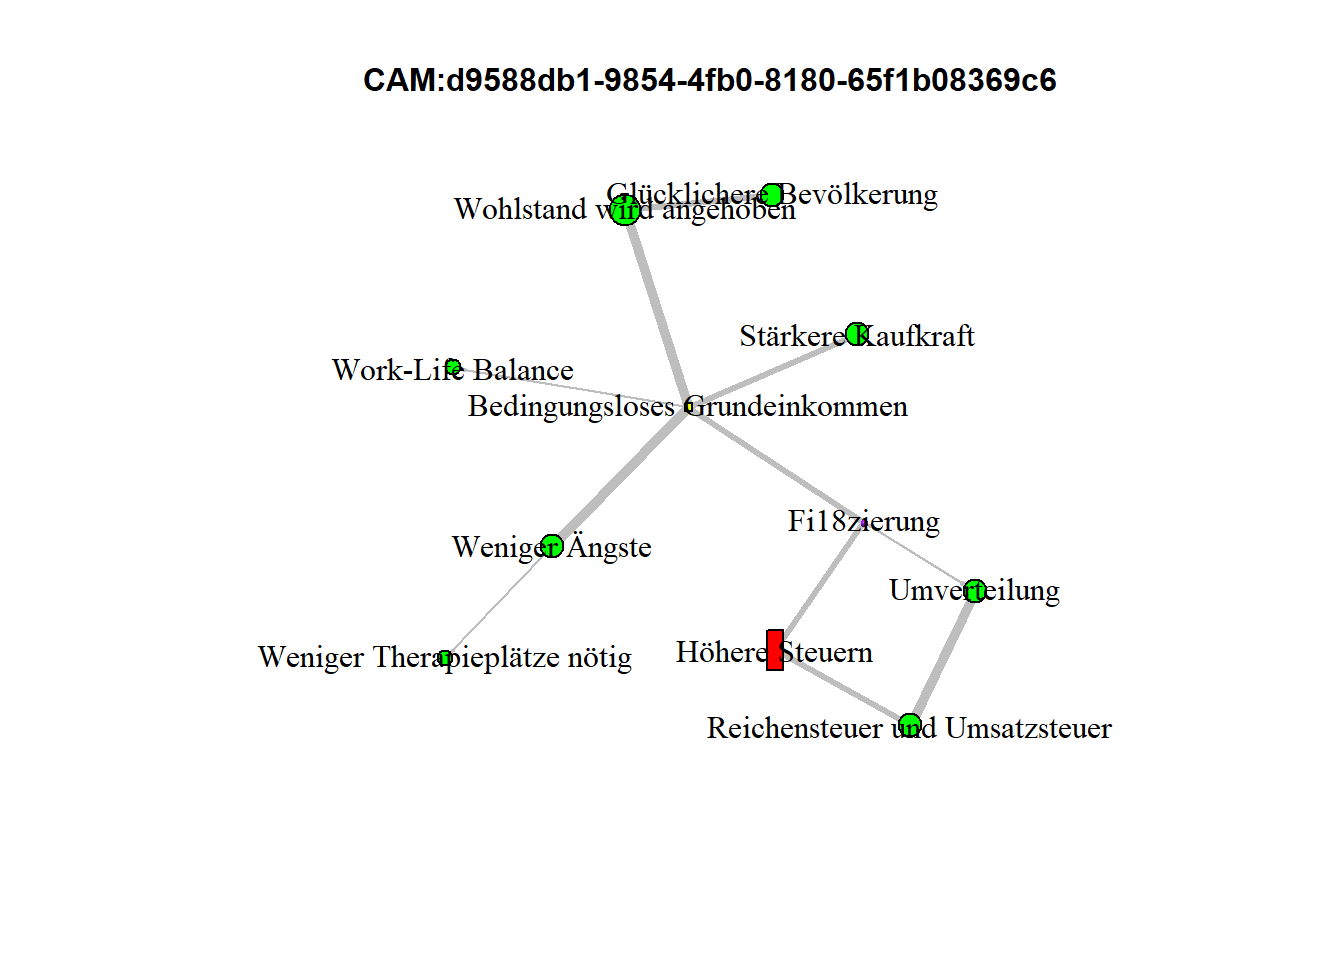 CAM:d9588db1-9854-4fb0-8180-65f1b08369c6
Glücklichere Bevölkerung
Wohlstand wird angehoben
Stärkere Kaufkraft
Work-Life Balance
Bedingungsloses Grundeinkommen
Fi18zierung
Weniger Ängste
Umverteilung
Höhere Steuern
Weniger Therapieplätze nötig
Reichensteuer und Umsatzsteuer